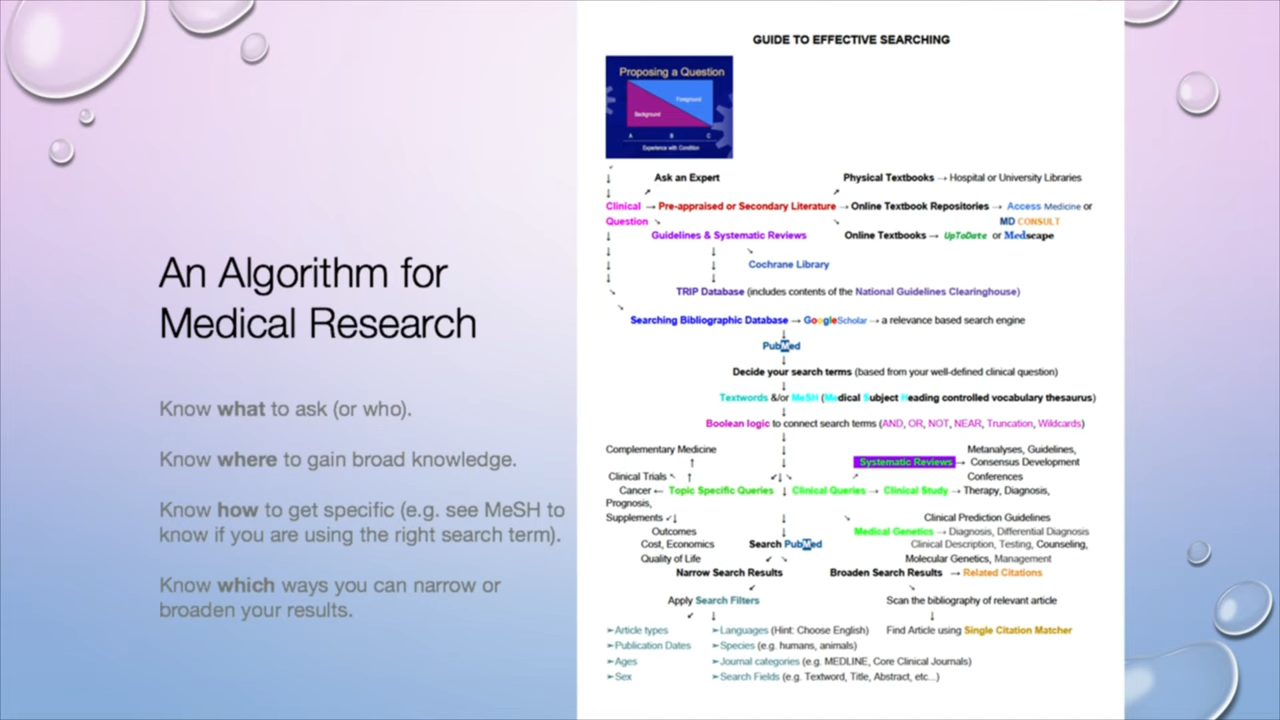 An Algorithm for
Medical Research
Know what to ask (or who).
Know where to gain broad knowledge.
Know how to get specific (e.g. see MeSH to
know if you are using the right search term).
Know which ways you can narrow or
broaden your results.
GUIDE TO EFFECTIVE SEARCHING
Proposing a Question
Foreground
Background
A B C
Experience with Condition
Ask an Expert
Physical Textbooks → Hospital or University Libraries
Clinical → Pre-appraised or Secondary Literature → Online Textbook Repositories → Access Medicine or
Question
MD CONSULT
Guidelines & Systematic Reviews
Online Textbooks → UpToDate or Medscape
Cochrane Library
TRIP Database (includes contents of the National Guidelines Clearinghouse)
Searching Bibliographic Database → GoogleScholar → a relevance based search engine
PubMed
Decide your search terms (based from your well-defined clinical question)
Textwords &/or MeSH (Medical Subject Heading controlled vocabulary thesaurus)
Boolean logic to connect search terms (AND, OR, NOT, NEAR, Truncation, Wildcards)
Complementary Medicine
Metanalyses, Guidelines,
Systematic Reviews → Consensus Development
Clinical Trials
Conferences
Cancer ← Topic Specific Queries ↓ Clinical Queries → Clinical Study → Therapy, Diagnosis,
Prognosis,
Supplements
Clinical Prediction Guidelines
Outcomes
Medical Genetics → Diagnosis, Differential Diagnosis
Cost, Economics
Search PubMed
Clinical Description, Testing, Counseling,
Quality of Life
Molecular Genetics, Management
Narrow Search Results
Broaden Search Results → Related Citations
Apply Search Filters
Scan the bibliography of relevant article
➢Article types
➢Languages (Hint: Choose English)
Find Article using Single Citation Matcher
➢Publication Dates
➢Species (e.g. humans, animals)
➢Ages
➢Journal categories (e.g. MEDLINE, Core Clinical Journals)
➢Sex
➢Search Fields (e.g. Textword, Title, Abstract, etc...)